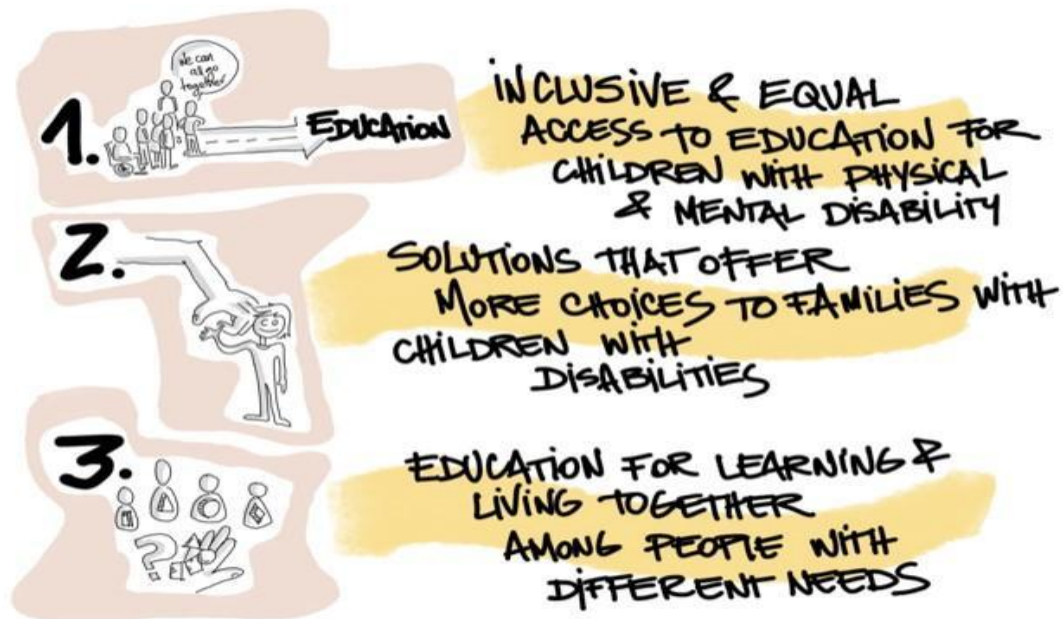 1.
we can
all go
together
EDUCATION
INCLUSIVE & EQUAL
ACCESS TO EDUCATION FOR
CHILDREN WITH PHYSICAL
& MENTAL DISABILITY
2.
SOLUTIONS THAT OFFER
MORE CHOICES TO FAMILIES WITH
CHILDREN WITH
DISABILITIES
3.
?
EDUCATION FOR LEARNING &
LIVING TOGETHER
AMONG PEOPLE WITH
DIFFERENT NEEDS